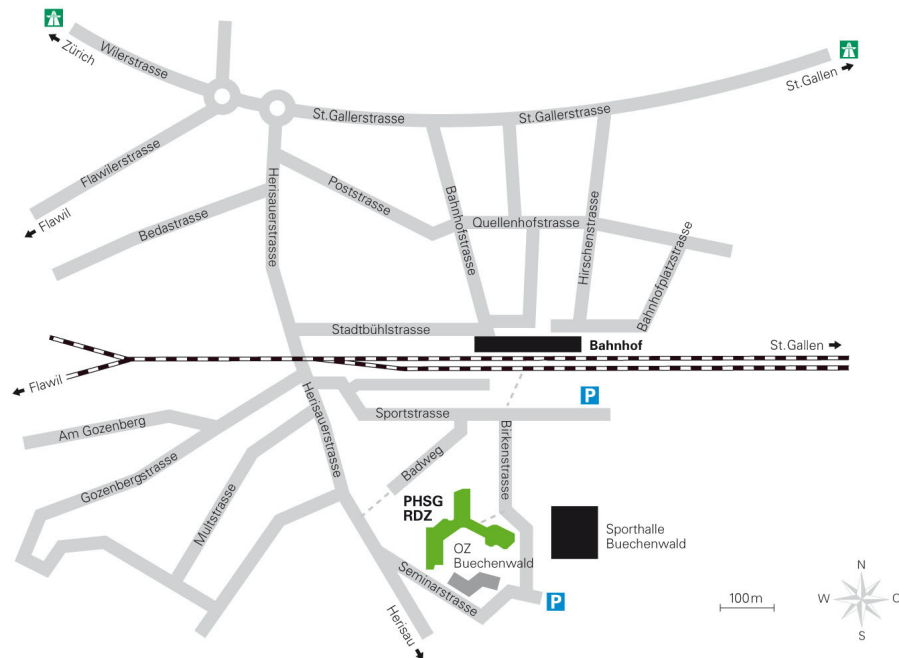 Zürich
Wilerstrasse
St.Gallerstrasse
St.Gallerstrasse
St.Gallen
Flawilerstrasse
Flawil
Bedastrasse
Herisauerstrasse
Poststrasse
Bahnhofstrasse
Quellenhofstrasse
Hirschenstrasse
Bahnhofplatzstrasse
Stadtbühlstrasse
Bahnhof
St.Gallen
Flawil
P
Sportstrasse
Am Gozenberg
Gozenbergstrasse
Multstrasse
Herisauerstrasse
Badweg
Birkenstrasse
PHSG
RDZ
OZ
Buechenwald
Sporthalle
Buechenwald
Seminarstrasse
P
Herisau
100 m
N
W
O
S